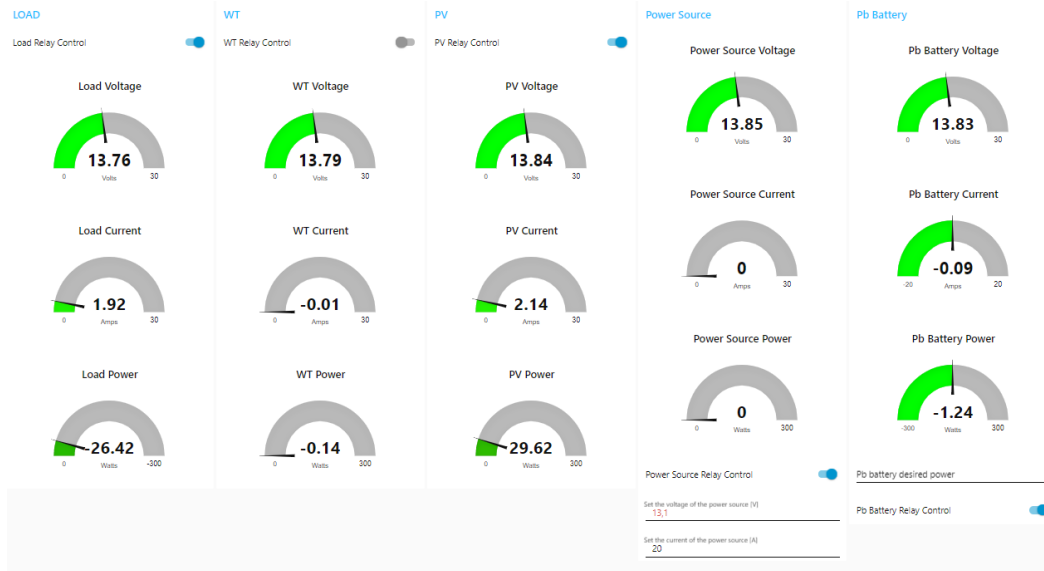 LOAD
Load Relay Control
Load Voltage
13.76
0 Volts 30
Load Current
1.92
0 Amps 30
Load Power
-26.42
0 Watts -300
WT
WT Relay Control
WT Voltage
13.79
0 Volts 30
WT Current
-0.01
0 Amps 30
WT Power
-0.14
0 Watts 300
PV
PV Relay Control
PV Voltage
13.84
0 Volts 30
PV Current
2.14
0 Amps 30
PV Power
29.62
0 Watts 300
Power Source
Power Source Voltage
13.85
0 Volts 30
Power Source Current
0
0 Amps 30
Power Source Power
0
0 Watts 300
Power Source Relay Control
Set the voltage of the power source [V]
13,1
Set the current of the power source [A]
20
Pb Battery
Pb Battery Voltage
13.83
0 Volts 30
Pb Battery Current
-0.09
-20 Amps 20
Pb Battery Power
-1.24
-300 Watts 300
Pb battery desired power
Pb Battery Relay Control